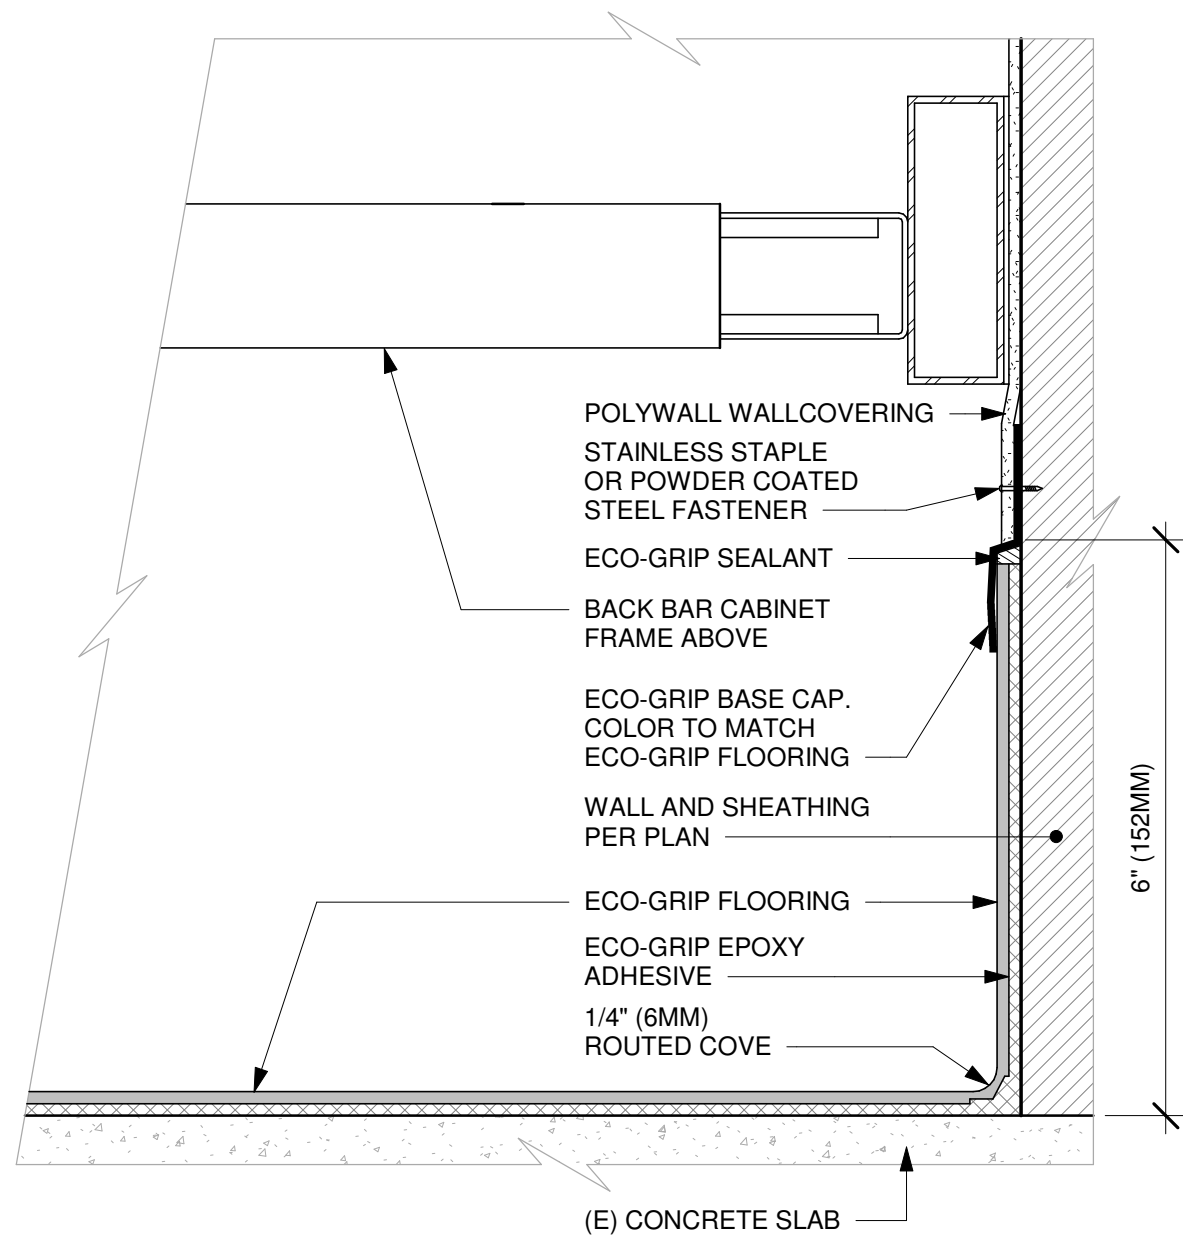 POLYWALL WALLCOVERING
STAINLESS STAPLE
OR POWDER COATED
STEEL FASTENER
ECO-GRIP SEALANT
BACK BAR CABINET
FRAME ABOVE
ECO-GRIP BASE CAP.
COLOR TO MATCH
ECO-GRIP FLOORING
WALL AND SHEATHING
PER PLAN
6" (152MM)
ECO-GRIP FLOORING
ECO-GRIP EPOXY
ADHESIVE
1/4" (6MM)
ROUTED COVE
(E) CONCRETE SLAB